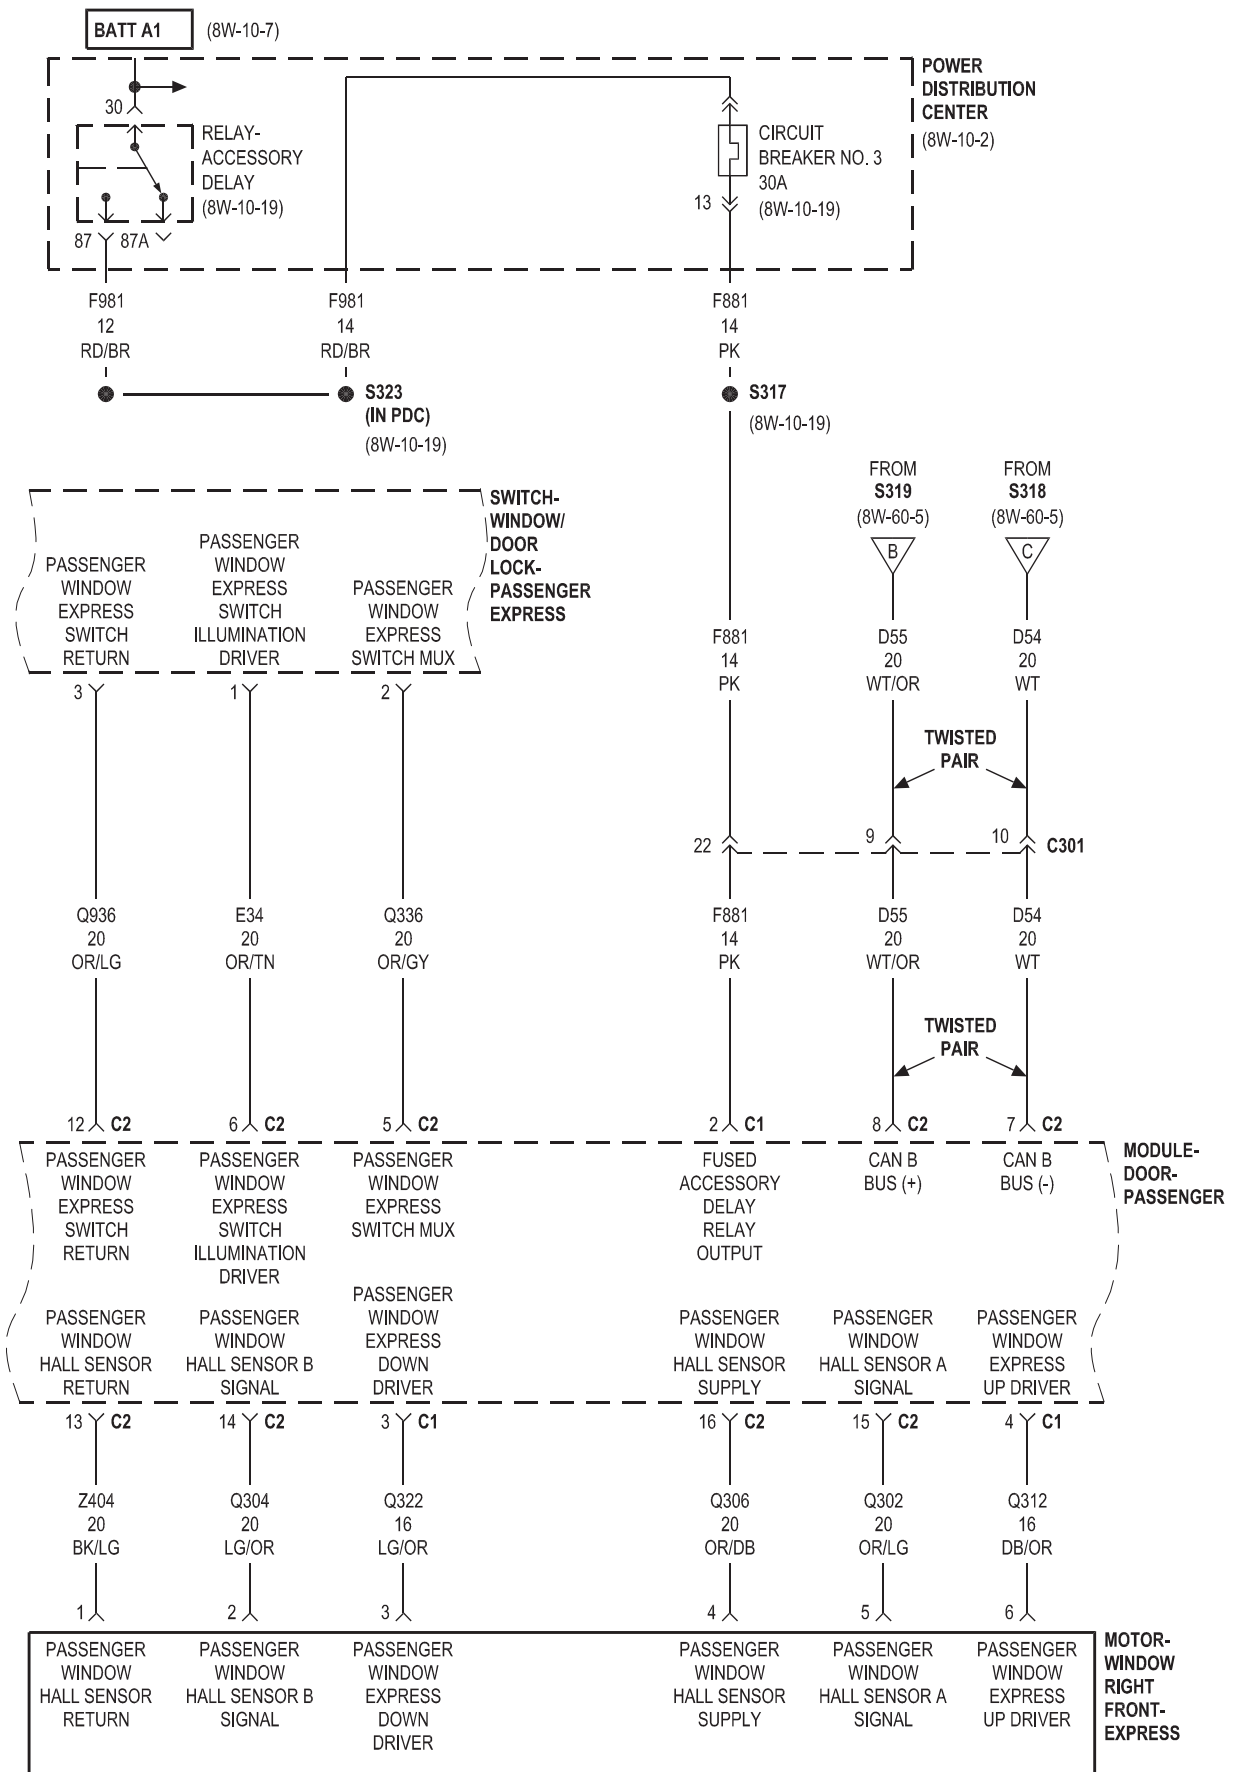 BATT A1 (8W-10-7)
POWER
DISTRIBUTION
CENTER
(8W-10-2)
30
RELAY-
ACCESSORY
DELAY
(8W-10-19)
87 87A
CIRCUIT
BREAKER NO. 3
30A
(8W-10-19)
13
F981
12
RD/BR
F981
14
RD/BR
F881
14
PK
S323
(IN PDC)
(8W-10-19)
S317
(8W-10-19)
FROM
S319
(8W-60-5)
B
FROM
S318
(8W-60-5)
C
SWITCH-
WINDOW/
DOOR
LOCK-
PASSENGER
EXPRESS
PASSENGER
WINDOW
EXPRESS
SWITCH
RETURN
PASSENGER
WINDOW
EXPRESS
SWITCH
ILLUMINATION
DRIVER
PASSENGER
WINDOW
EXPRESS
SWITCH MUX
3 1 2
F881
14
PK
D55
20
WT/OR
D54
20
WT
TWISTED
PAIR
22 9 10 C301
Q936
20
OR/LG
E34
20
OR/TN
Q336
20
OR/GY
F881
14
PK
D55
20
WT/OR
D54
20
WT
TWISTED
PAIR
12 C2 6 C2 5 C2 2 C1 8 C2 7 C2
MODULE-
DOOR-
PASSENGER
PASSENGER
WINDOW
EXPRESS
SWITCH
RETURN
PASSENGER
WINDOW
EXPRESS
SWITCH
ILLUMINATION
DRIVER
PASSENGER
WINDOW
EXPRESS
SWITCH MUX
FUSED
ACCESSORY
DELAY
RELAY
OUTPUT
CAN B
BUS (+)
CAN B
BUS (-)
PASSENGER
WINDOW
HALL SENSOR
RETURN
PASSENGER
WINDOW
HALL SENSOR B
SIGNAL
PASSENGER
WINDOW
EXPRESS
DOWN
DRIVER
PASSENGER
WINDOW
HALL SENSOR
SUPPLY
PASSENGER
WINDOW
HALL SENSOR A
SIGNAL
PASSENGER
WINDOW
EXPRESS
UP DRIVER
13 C2 14 C2 3 C1 16 C2 15 C2 4 C1
Z404
20
BK/LG
Q304
20
LG/OR
Q322
16
LG/OR
Q306
20
OR/DB
Q302
20
OR/LG
Q312
16
DB/OR
1 2 3 4 5 6
PASSENGER
WINDOW
HALL SENSOR
RETURN
PASSENGER
WINDOW
HALL SENSOR B
SIGNAL
PASSENGER
WINDOW
EXPRESS
DOWN
DRIVER
PASSENGER
WINDOW
HALL SENSOR
SUPPLY
PASSENGER
WINDOW
HALL SENSOR A
SIGNAL
PASSENGER
WINDOW
EXPRESS
UP DRIVER
MOTOR-
WINDOW
RIGHT
FRONT-
EXPRESS